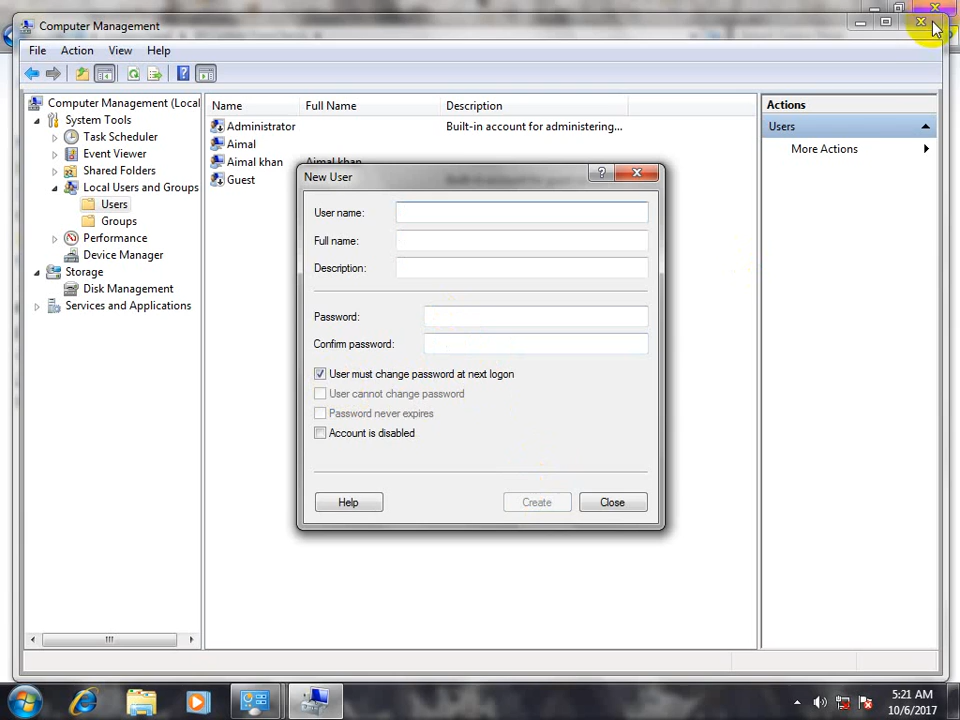 Computer Management
File Action View Help
Computer Management (Local
System Tools
Task Scheduler
Event Viewer
Shared Folders
Local Users and Groups
Users
Groups
Performance
Device Manager
Storage
Disk Management
Services and Applications
Name Full Name Description
Administrator Built-in account for administering...
Aimal
Aimal khan Aimal khan
Guest
New User
User name:
Full name:
Description:
Password:
Confirm password:
User must change password at next logon
User cannot change password
Password never expires
Account is disabled
Help Create Close
Actions
Users
More Actions
5:21 AM
10/6/2017